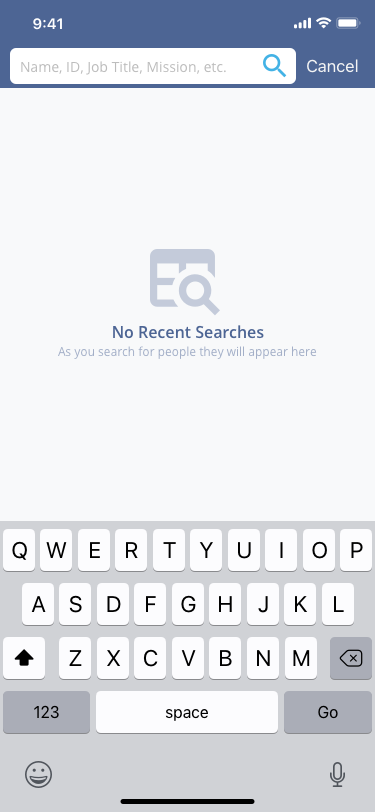 9:41
Name, ID, Job Title, Mission, etc.
Cancel
No Recent Searches
As you search for people they will appear here
Q W E R T Y U I O P
A S D F G H J K L
Z X C V B N M
123 space Go